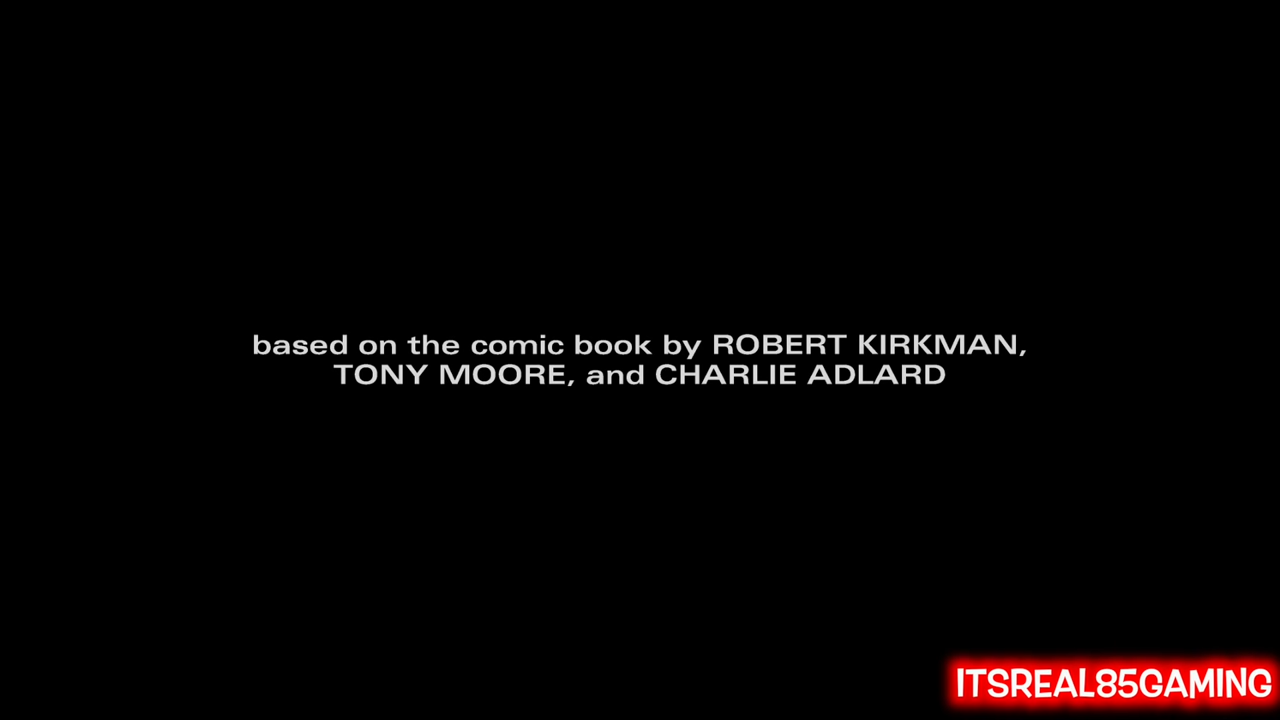 based on the comic book by ROBERT KIRKMAN,
TONY MOORE, and CHARLIE ADLARD
ITSREAL85GAMING